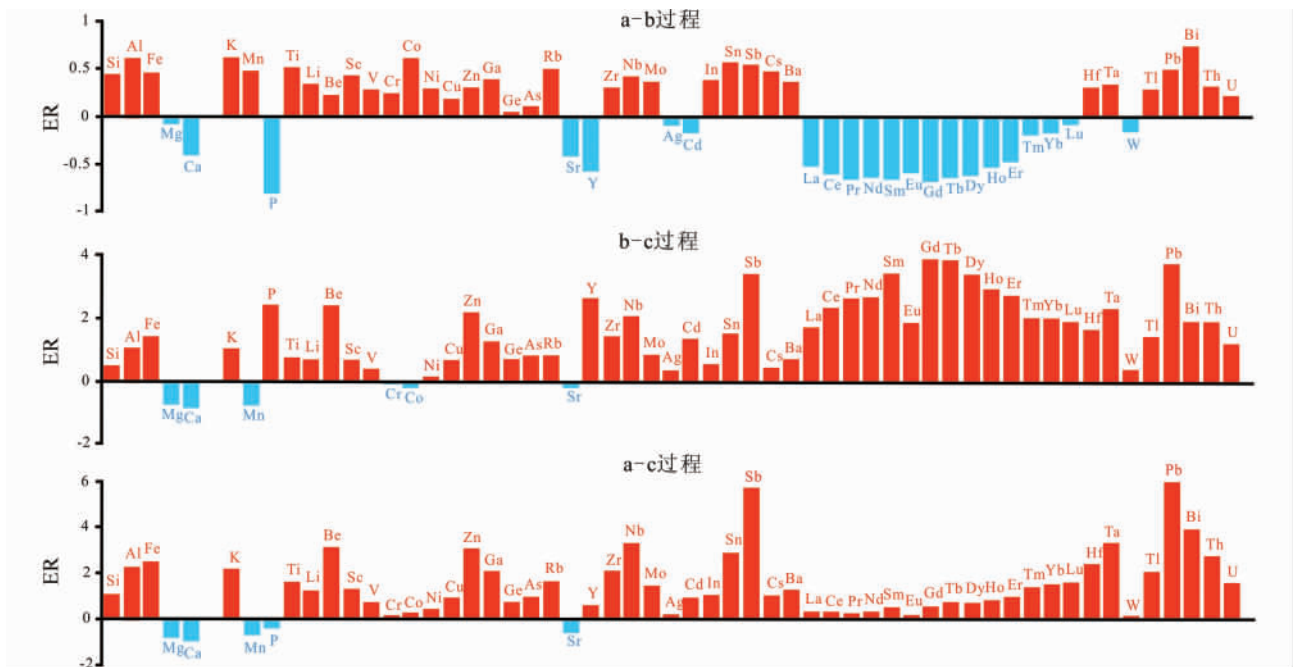 a-b过程
ER
1
0.5
0
-0.5
-1
Si Al Fe Mg Ca K Mn P Ti Li Be Sc V Cr Co Ni Cu Zn Ga Ge As Rb Sr Y Zr Nb Mo Ag Cd In Sn Sb Cs Ba La Ce Pr Nd Sm Eu Gd Tb Dy Ho Er Tm Yb Lu Hf Ta W Tl Pb Bi Th U
b-c过程
ER
4
2
0
-2
Si Al Fe Mg Ca K Mn P Ti Li Be Sc V Cr Co Ni Cu Zn Ga Ge As Rb Sr Y Zr Nb Mo Ag Cd In Sn Sb Cs Ba La Ce Pr Nd Sm Eu Gd Tb Dy Ho Er Tm Yb Lu Hf Ta W Tl Pb Bi Th U
a-c过程
ER
6
4
2
0
-2
Si Al Fe Mg Ca K Mn P Ti Li Be Sc V Cr Co Ni Cu Zn Ga Ge As Rb Sr Y Zr Nb Mo Ag Cd In Sn Sb Cs Ba La Ce Pr Nd Sm Eu Gd Tb Dy Ho Er Tm Yb Lu Hf Ta W Tl Pb Bi Th U